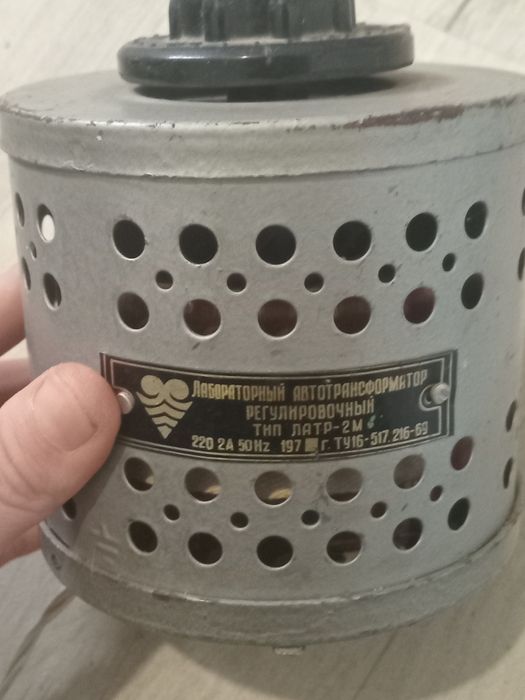 ЛАБОРАТОРНЫЙ АВТОТРАНСФОРМАТОР
РЕГУЛИРОВОЧНЫЙ
ТИП ЛАТР-2М
220 2А 50Hz 197 г. ТУ16-517.216-69